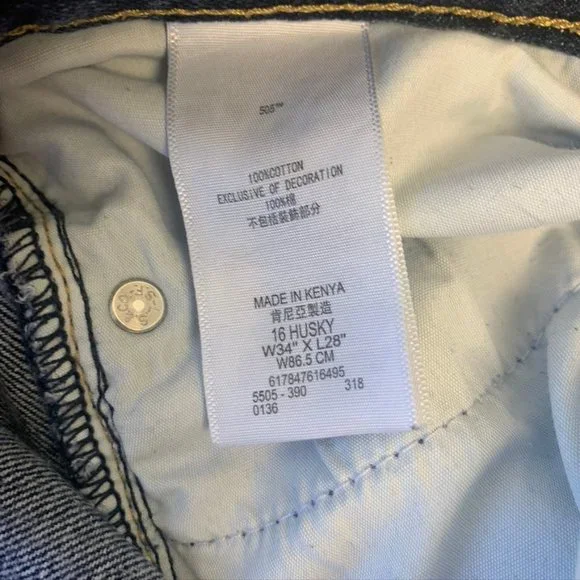 505™
100%COTTON
EXCLUSIVE OF DECORATION
100%棉
不包括裝飾部分
MADE IN KENYA
肯尼亞製造
16 HUSKY
W34" X L28"
W86.5 CM
617847616495
5505 - 390 318
0136